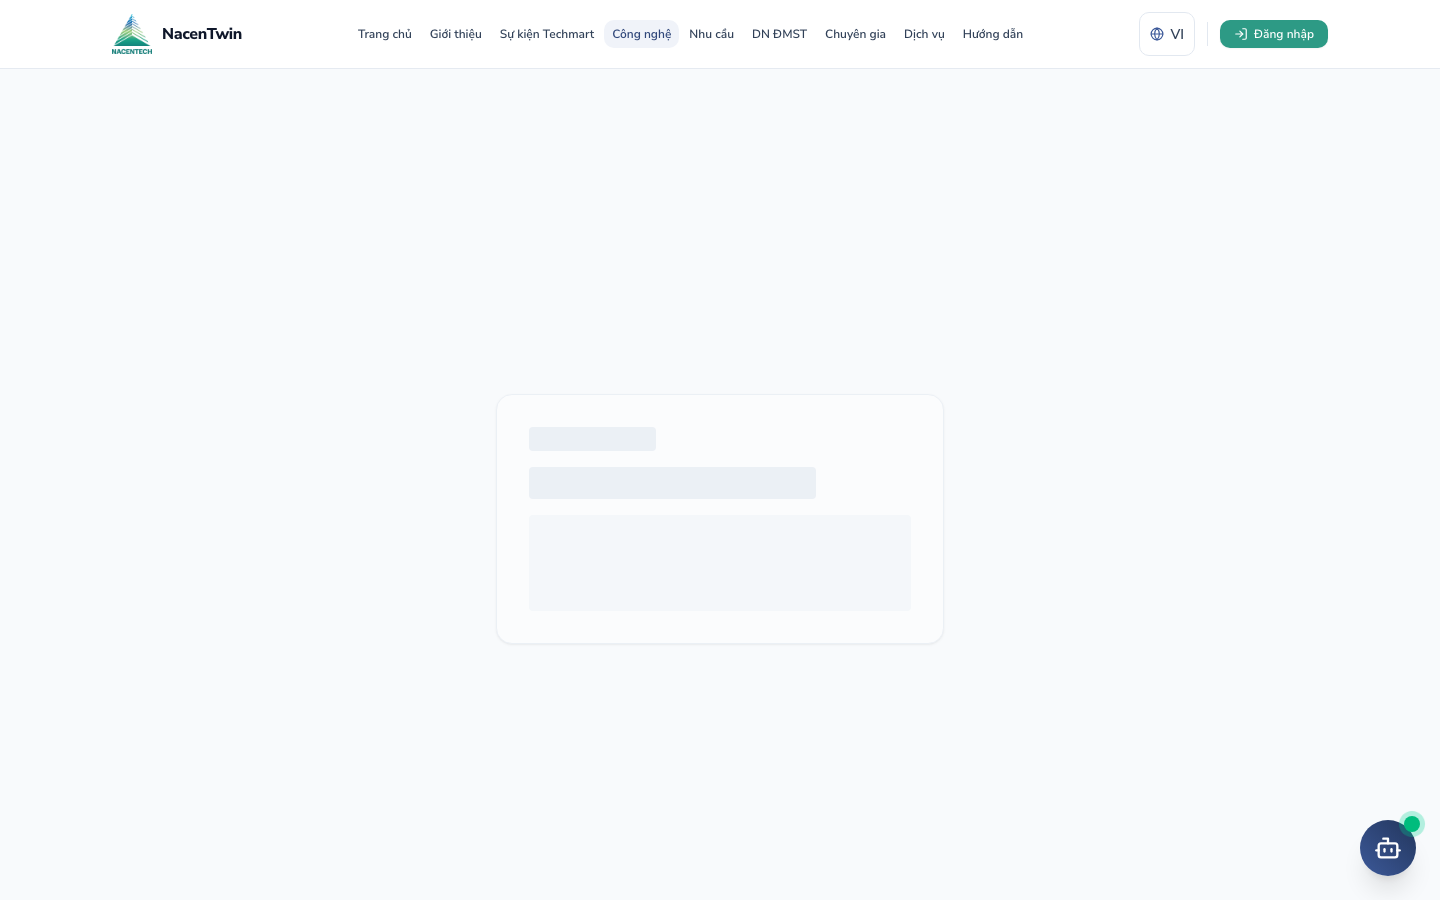 NACENTECH
NacenTwin
Trang chủ
Giới thiệu
Sự kiện Techmart
Công nghệ
Nhu cầu
DN ĐMST
Chuyên gia
Dịch vụ
Hướng dẫn
VI
Đăng nhập